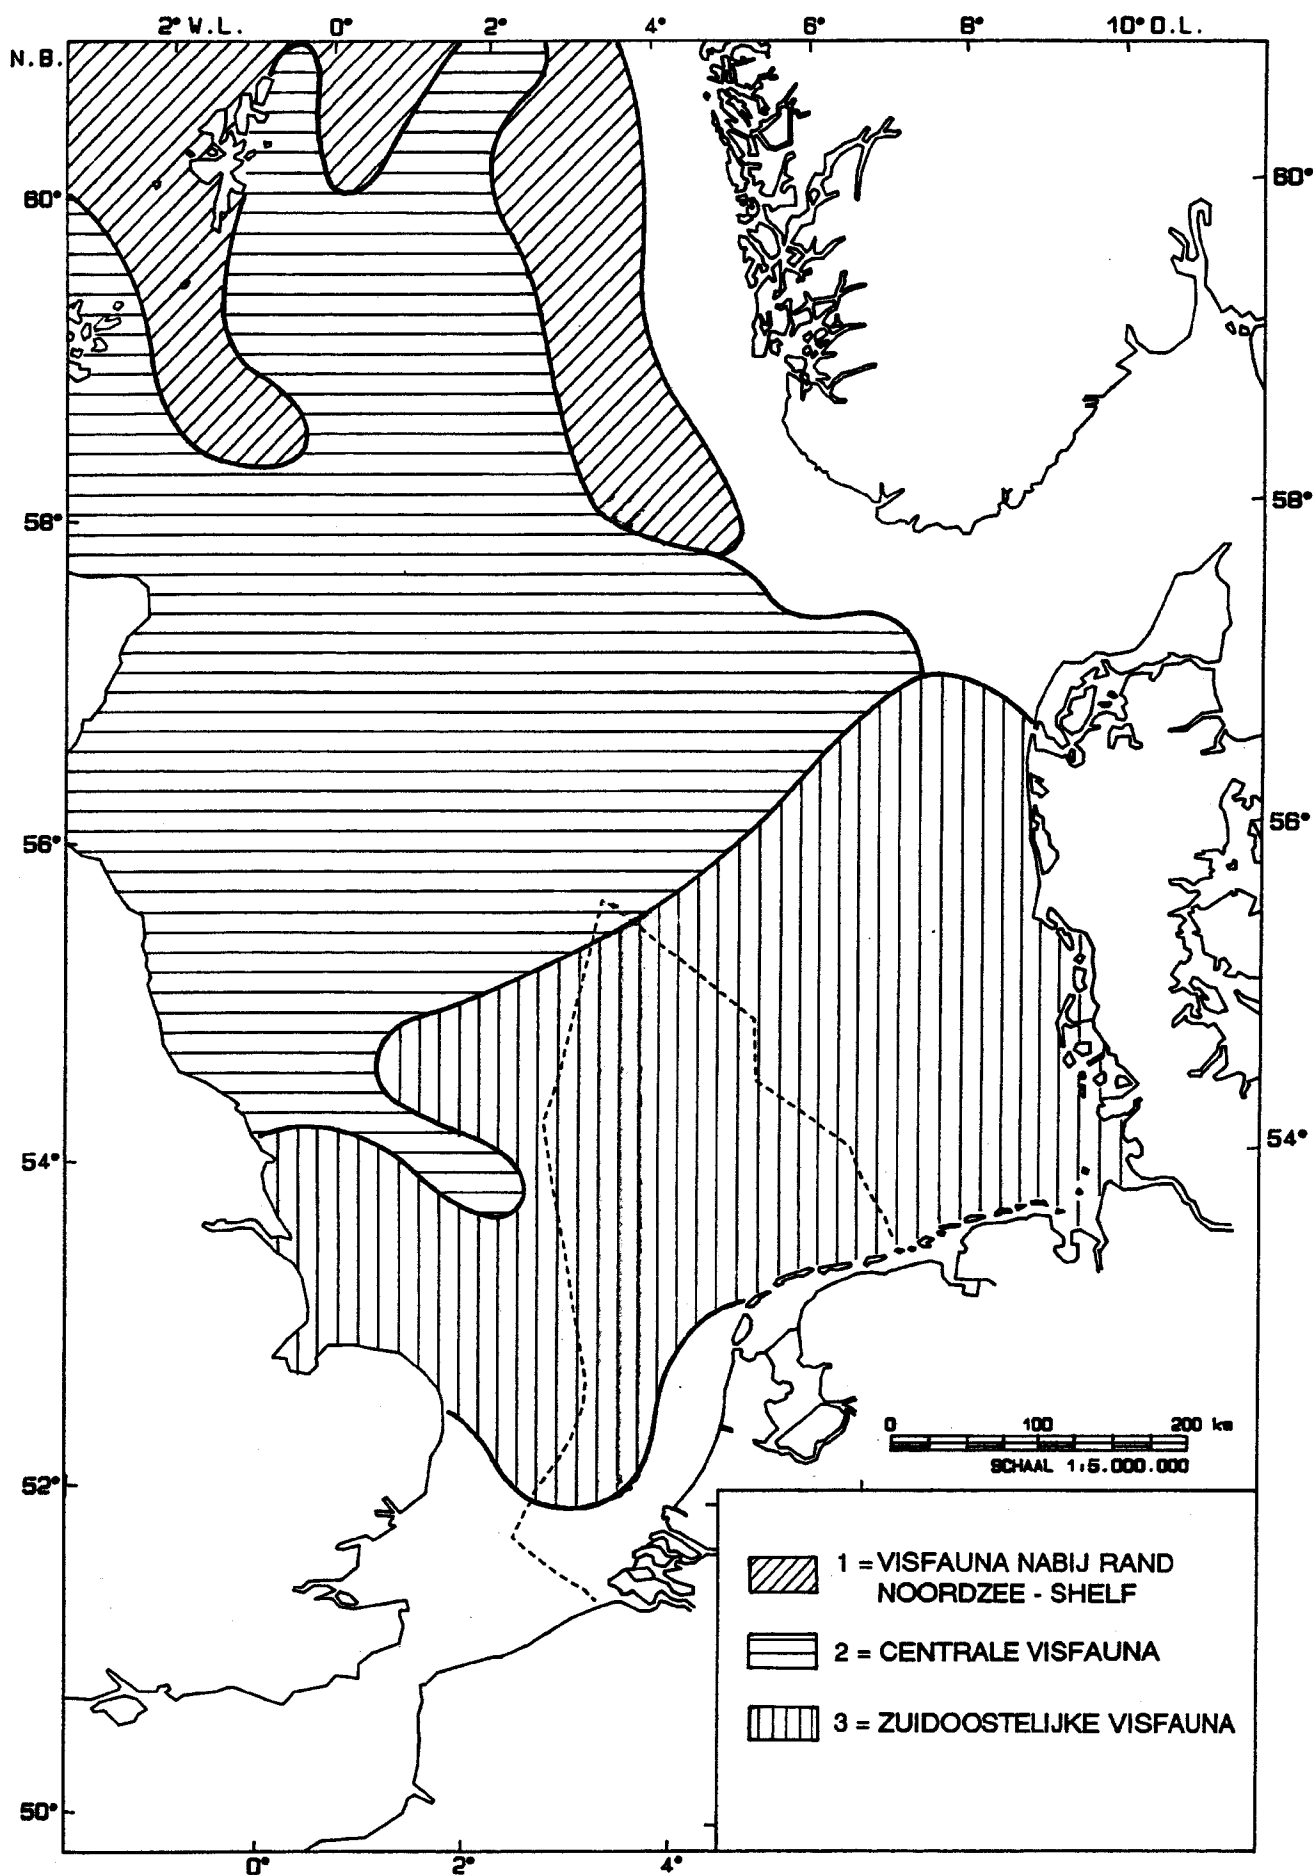 2° W.L. 0° 2° 4° 6° 8° 10° O.L.
N.B.
60° 60°
58° 58°
56° 56°
54° 54°
52°
50°
0 100 200 km
SCHAAL 1:5.000.000
1 = VISFAUNA NABIJ RAND
NOORDZEE - SHELF
2 = CENTRALE VISFAUNA
3 = ZUIDOOSTELIJKE VISFAUNA
0° 2° 4°